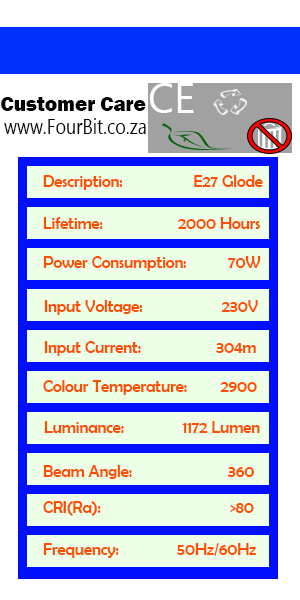 Customer Care
www.FourBit.co.za
CE
Description: E27 Glode
Lifetime: 2000 Hours
Power Consumption: 70W
Input Voltage: 230V
Input Current: 304m
Colour Temperature: 2900
Luminance: 1172 Lumen
Beam Angle: 360
CRI(Ra): >80
Frequency: 50Hz/60Hz